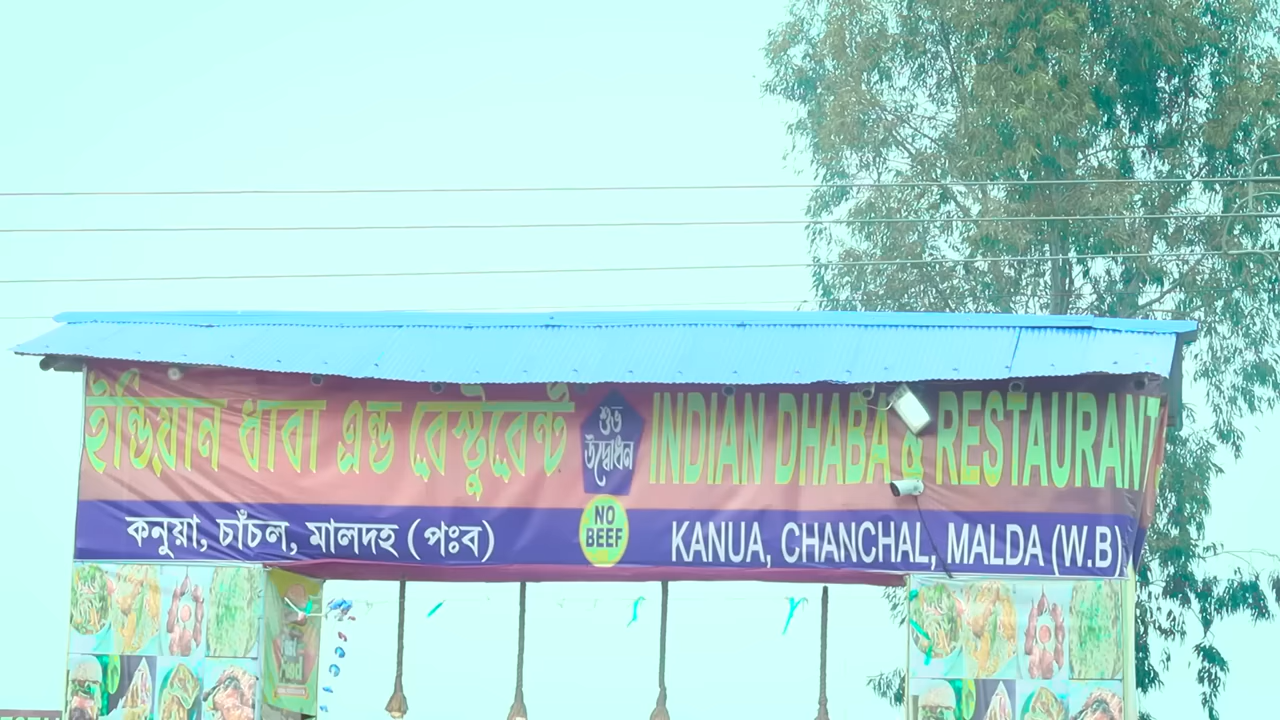 ইন্ডিয়ান ধাবা এন্ড রেস্টুরেন্ট
শুভ
উদ্বোধন
INDIAN DHABA & RESTAURANT
NO
BEEF
কনুয়া, চাঁচল, মালদহ (পঃব)
KANUA, CHANCHAL, MALDA (W.B)